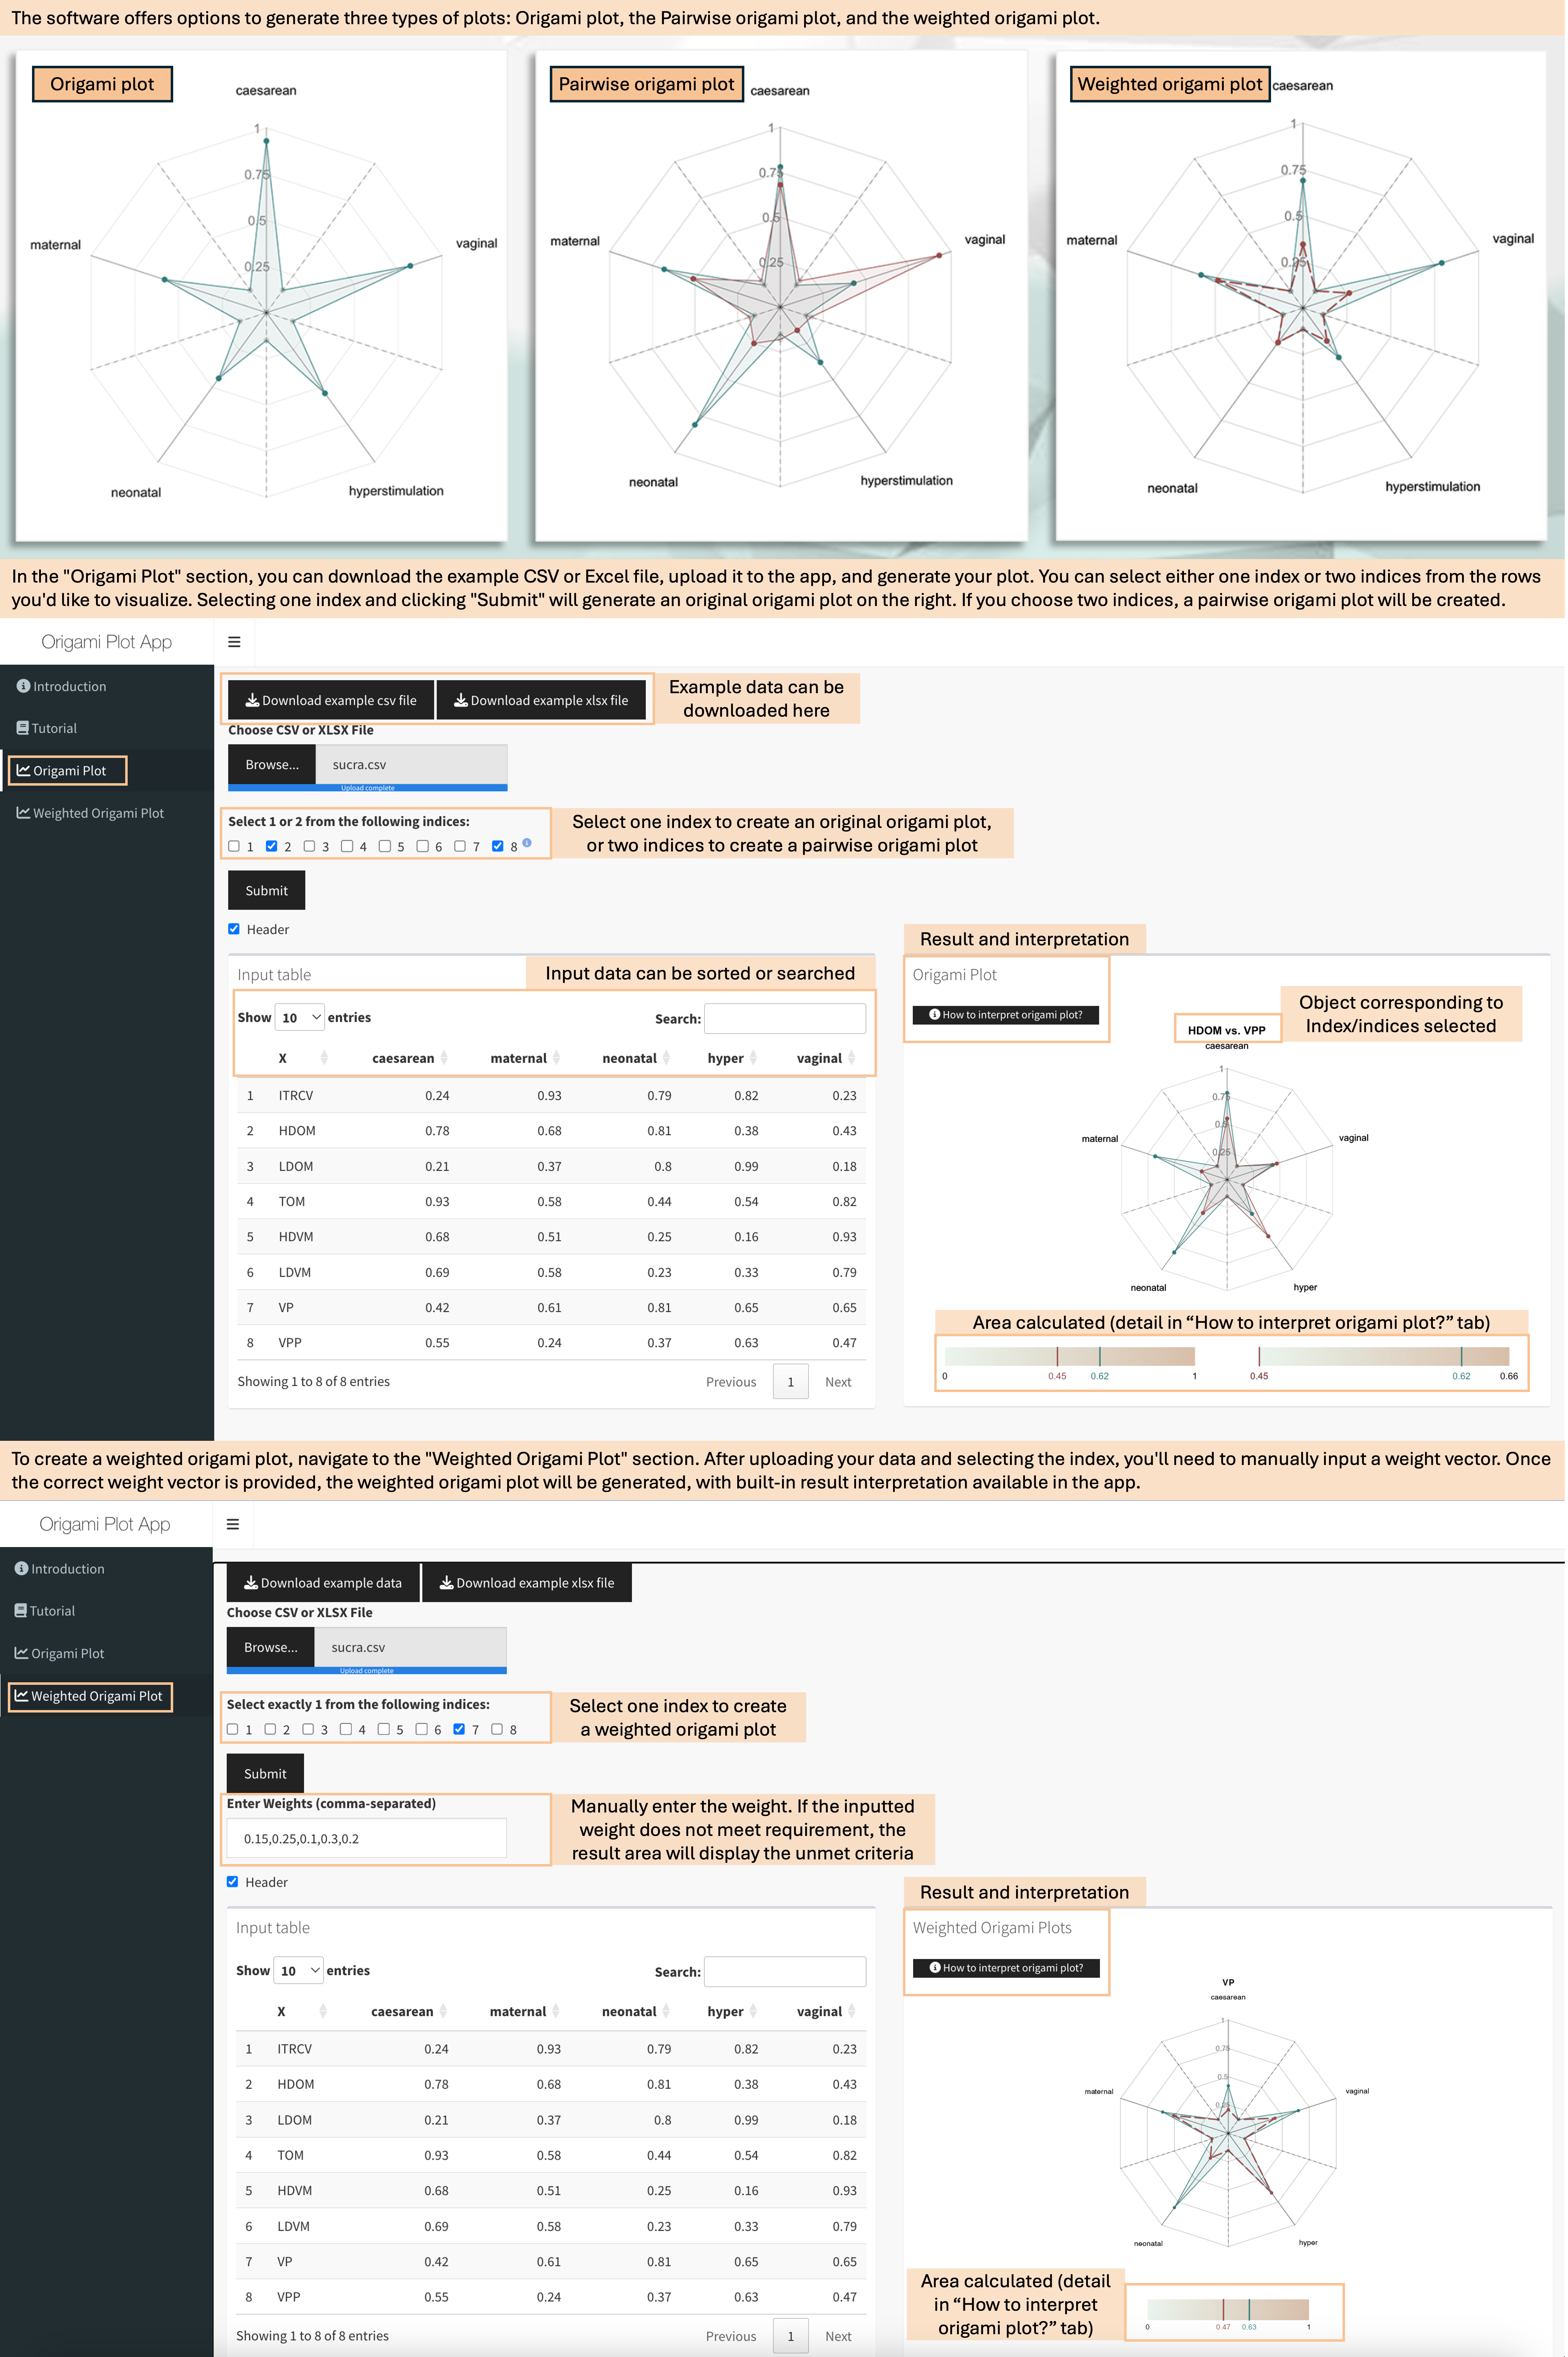 The software offers options to generate three types of plots: Origami plot, the Pairwise origami plot, and the weighted origami plot.
Origami plot
caesarean
1
0.75
0.5
0.25
maternal
vaginal
neonatal
hyperstimulation
Pairwise origami plot
caesarean
1
0.75
0.5
0.25
maternal
vaginal
neonatal
hyperstimulation
Weighted origami plot
caesarean
1
0.75
0.5
0.25
maternal
vaginal
neonatal
hyperstimulation
In the "Origami Plot" section, you can download the example CSV or Excel file, upload it to the app, and generate your plot. You can select either one index or two indices from the rows
you'd like to visualize. Selecting one index and clicking "Submit" will generate an original origami plot on the right. If you choose two indices, a pairwise origami plot will be created.
Origami Plot App
Introduction
Tutorial
Origami Plot
Weighted Origami Plot
Download example csv file
Download example xlsx file
Example data can be
downloaded here
Choose CSV or XLSX File
Browse...
sucra.csv
Upload complete
Select 1 or 2 from the following indices:
1 2 3 4 5 6 7 8
Select one index to create an original origami plot,
or two indices to create a pairwise origami plot
Submit
Header
Input table
Input data can be sorted or searched
Show 10 entries
Search:
X caesarean maternal neonatal hyper vaginal
1 ITRCV 0.24 0.93 0.79 0.82 0.23
2 HDOM 0.78 0.68 0.81 0.38 0.43
3 LDOM 0.21 0.37 0.8 0.99 0.18
4 TOM 0.93 0.58 0.44 0.54 0.82
5 HDVM 0.68 0.51 0.25 0.16 0.93
6 LDVM 0.69 0.58 0.23 0.33 0.79
7 VP 0.42 0.61 0.81 0.65 0.65
8 VPP 0.55 0.24 0.37 0.63 0.47
Showing 1 to 8 of 8 entries
Previous 1 Next
Result and interpretation
Origami Plot
How to interpret origami plot?
Object corresponding to
Index/indices selected
HDOM vs. VPP
caesarean
1
0.75
0.5
0.25
maternal
vaginal
neonatal
hyper
Area calculated (detail in “How to interpret origami plot?” tab)
0 0.45 0.62 1
0.45 0.62 0.66
To create a weighted origami plot, navigate to the "Weighted Origami Plot" section. After uploading your data and selecting the index, you'll need to manually input a weight vector. Once
the correct weight vector is provided, the weighted origami plot will be generated, with built-in result interpretation available in the app.
Origami Plot App
Introduction
Tutorial
Origami Plot
Weighted Origami Plot
Download example data
Download example xlsx file
Choose CSV or XLSX File
Browse...
sucra.csv
Upload complete
Select exactly 1 from the following indices:
1 2 3 4 5 6 7 8
Select one index to create
a weighted origami plot
Submit
Enter Weights (comma-separated)
0.15,0.25,0.1,0.3,0.2
Manually enter the weight. If the inputted
weight does not meet requirement, the
result area will display the unmet criteria
Header
Input table
Show 10 entries
Search:
X caesarean maternal neonatal hyper vaginal
1 ITRCV 0.24 0.93 0.79 0.82 0.23
2 HDOM 0.78 0.68 0.81 0.38 0.43
3 LDOM 0.21 0.37 0.8 0.99 0.18
4 TOM 0.93 0.58 0.44 0.54 0.82
5 HDVM 0.68 0.51 0.25 0.16 0.93
6 LDVM 0.69 0.58 0.23 0.33 0.79
7 VP 0.42 0.61 0.81 0.65 0.65
8 VPP 0.55 0.24 0.37 0.63 0.47
Showing 1 to 8 of 8 entries
Previous 1 Next
Result and interpretation
Weighted Origami Plots
How to interpret origami plot?
VP
caesarean
1
0.75
0.5
0.25
maternal
vaginal
neonatal
hyper
Area calculated (detail
in “How to interpret
origami plot?” tab)
0 0.47 0.63 1